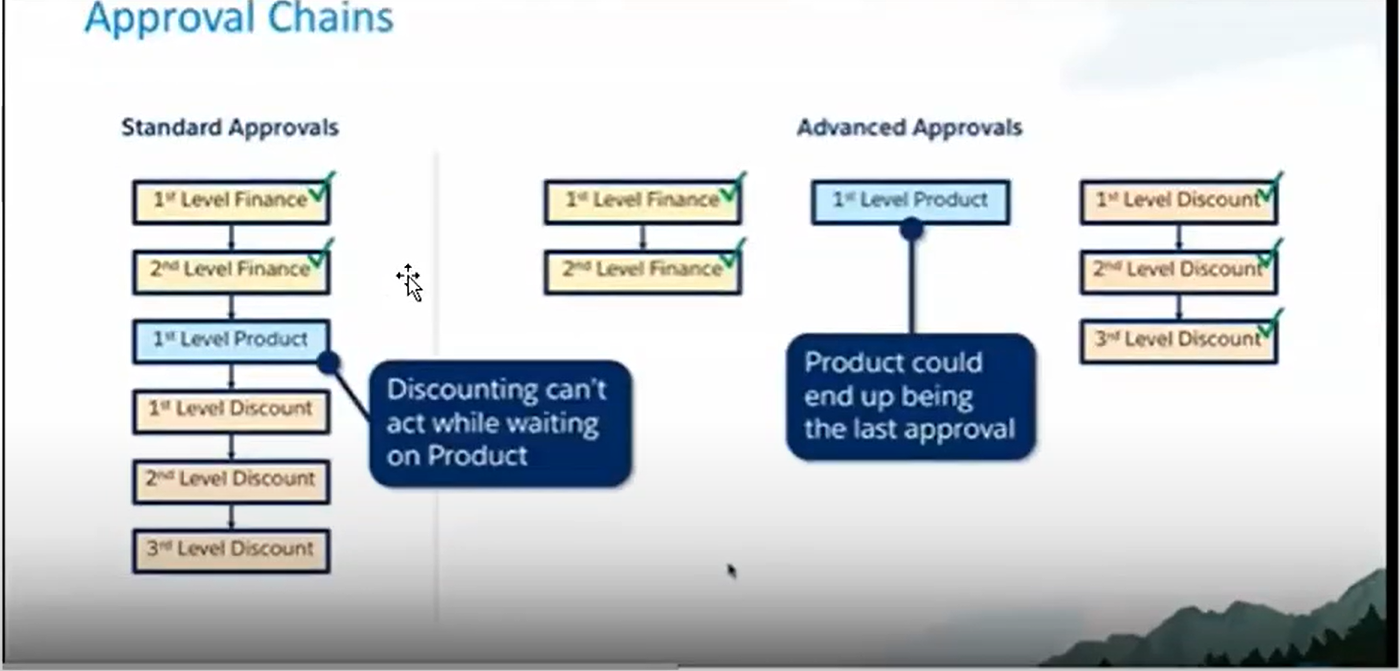 Approval Chains
Standard Approvals
1st Level Finance
2nd Level Finance
1st Level Product
1st Level Discount
2nd Level Discount
3rd Level Discount
Discounting can't
act while waiting
on Product
Advanced Approvals
1st Level Finance
2nd Level Finance
1st Level Product
Product could
end up being
the last approval
1st Level Discount
2nd Level Discount
3rd Level Discount